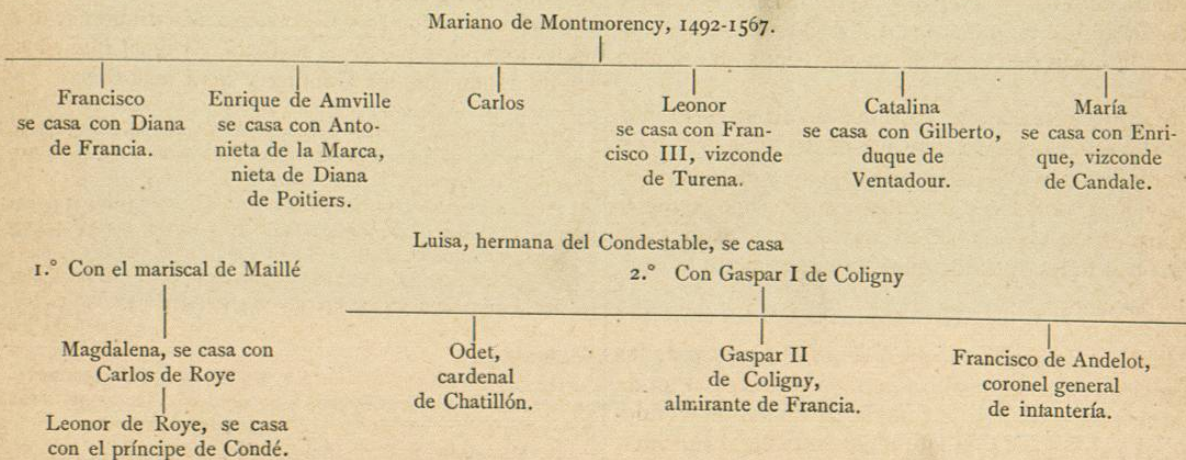 Mariano de Montmorency, 1492-1567.
Francisco
se casa con Diana
de Francia.
Enrique de Amville
se casa con Anto-
nieta de la Marca,
nieta de Diana
de Poitiers.
Carlos
Leonor
se casa con Fran-
cisco III, vizconde
de Turena.
Catalina
se casa con Gilberto,
duque de
Ventadour.
María
se casa con Enri-
que, vizconde
de Candale.
Luisa, hermana del Condestable, se casa
1.° Con el mariscal de Maillé
2.° Con Gaspar I de Coligny
Magdalena, se casa con
Carlos de Roye
Leonor de Roye, se casa
con el príncipe de Condé.
Odet,
cardenal
de Chatillón.
Gaspar II
de Coligny,
almirante de Francia.
Francisco de Andelot,
coronel general
de infantería.